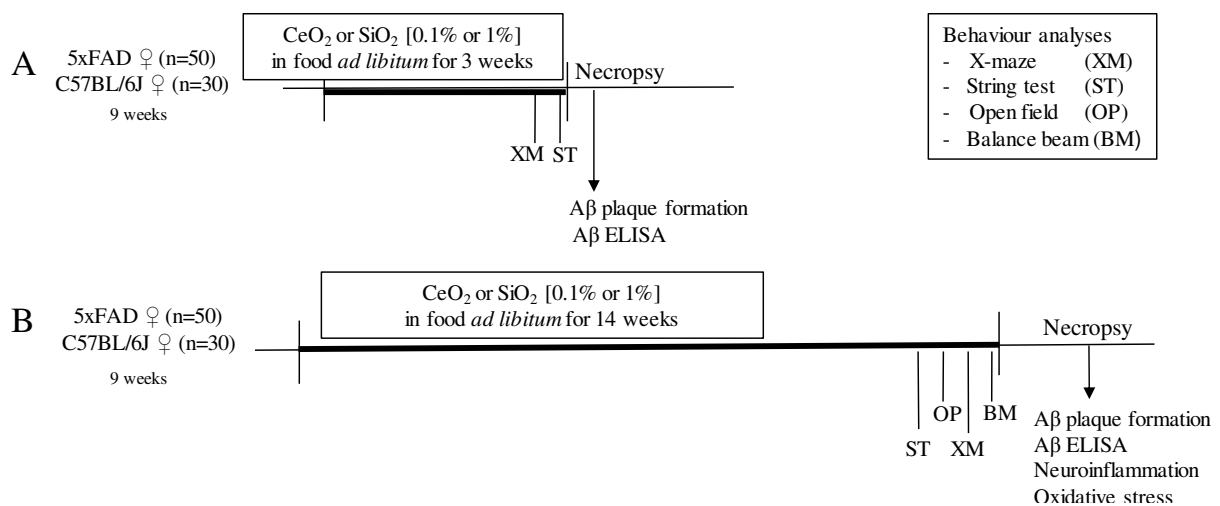 A
5xFAD ♀ (n=50)
C57BL/6J ♀ (n=30)
9 weeks
CeO₂ or SiO₂ [0.1% or 1%]
in food ad libitum for 3 weeks
Necropsy
XM ST
Aβ plaque formation
Aβ ELISA
Behaviour analyses
- X-maze (XM)
- String test (ST)
- Open field (OP)
- Balance beam (BM)
B
5xFAD ♀ (n=50)
C57BL/6J ♀ (n=30)
9 weeks
CeO₂ or SiO₂ [0.1% or 1%]
in food ad libitum for 14 weeks
Necropsy
OP BM
ST XM
Aβ plaque formation
Aβ ELISA
Neuroinflammation
Oxidative stress